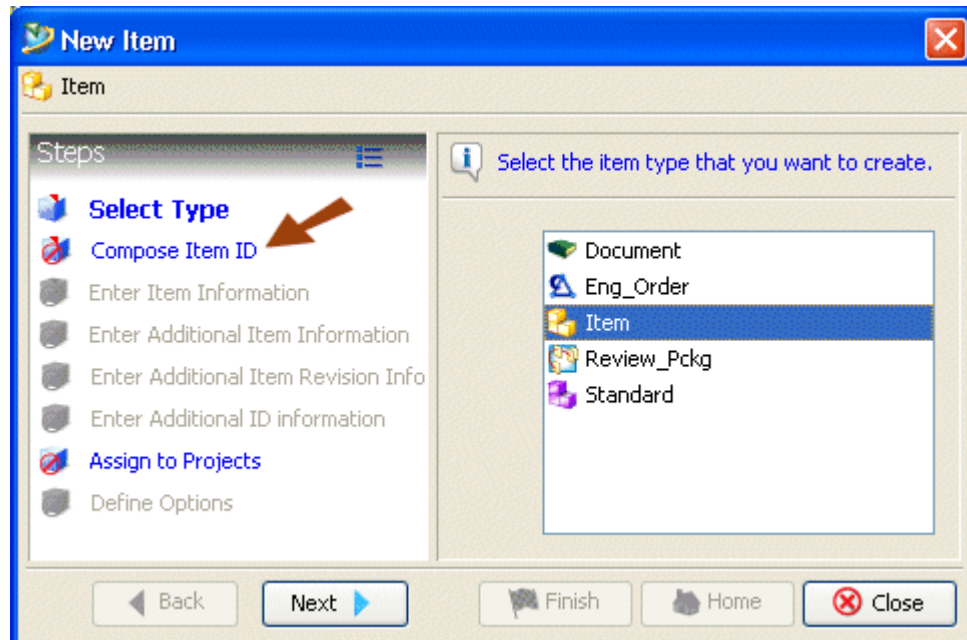 New Item
Item
Steps
Select Type
Compose Item ID
Enter Item Information
Enter Additional Item Information
Enter Additional Item Revision Info
Enter Additional ID information
Assign to Projects
Define Options
Select the item type that you want to create.
Document
Eng_Order
Item
Review_Pckg
Standard
Back
Next
Finish
Home
Close